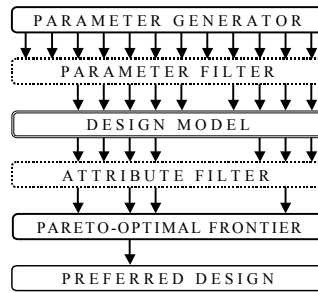 PARAMETER GENERATOR
PARAMETER FILTER
DESIGN MODEL
ATTRIBUTE FILTER
PARETO-OPTIMAL FRONTIER
PREFERRED DESIGN